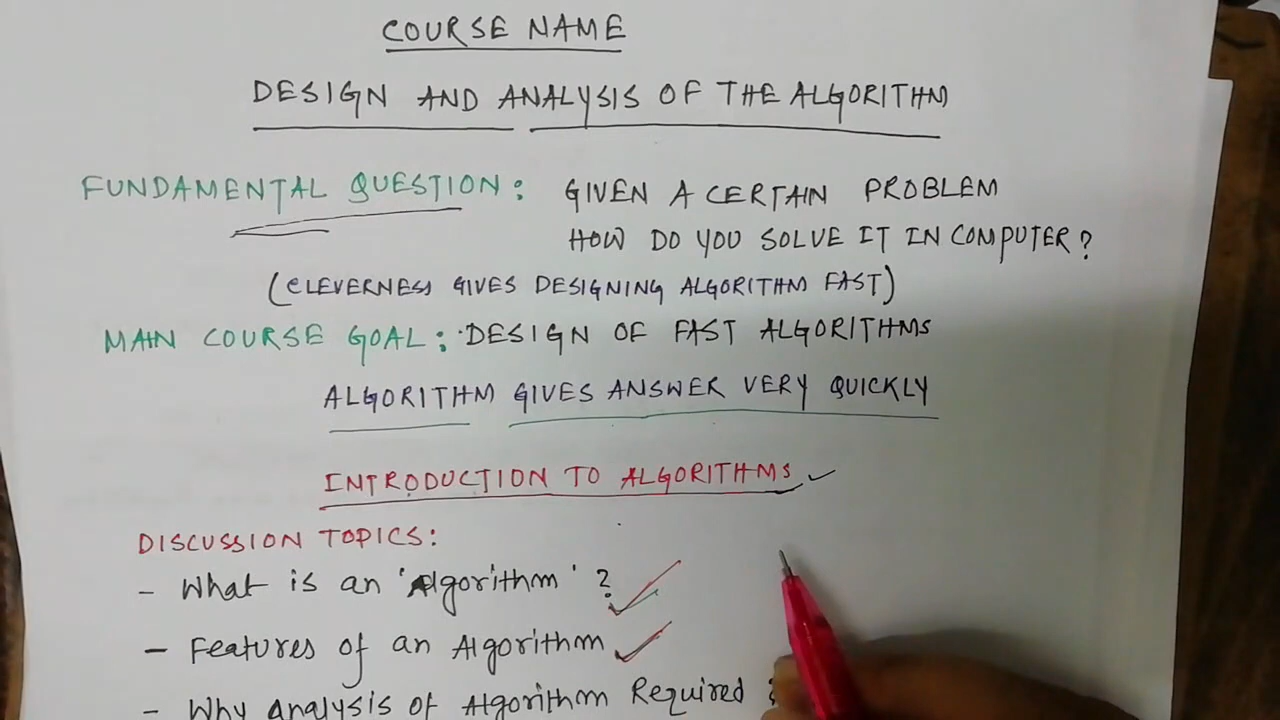 COURSE NAME
DESIGN AND ANALYSIS OF THE ALGORITHM
FUNDAMENTAL QUESTION: GIVEN A CERTAIN PROBLEM
HOW DO YOU SOLVE IT IN COMPUTER?
(CLEVERNESS GIVES DESIGNING ALGORITHM FAST)
MAIN COURSE GOAL: DESIGN OF FAST ALGORITHMS
ALGORITHM GIVES ANSWER VERY QUICKLY
INTRODUCTION TO ALGORITHMS
DISCUSSION TOPICS:
- What is an 'Algorithm' ?
- Features of an Algorithm
- Why Analysis of Algorithm Required ?